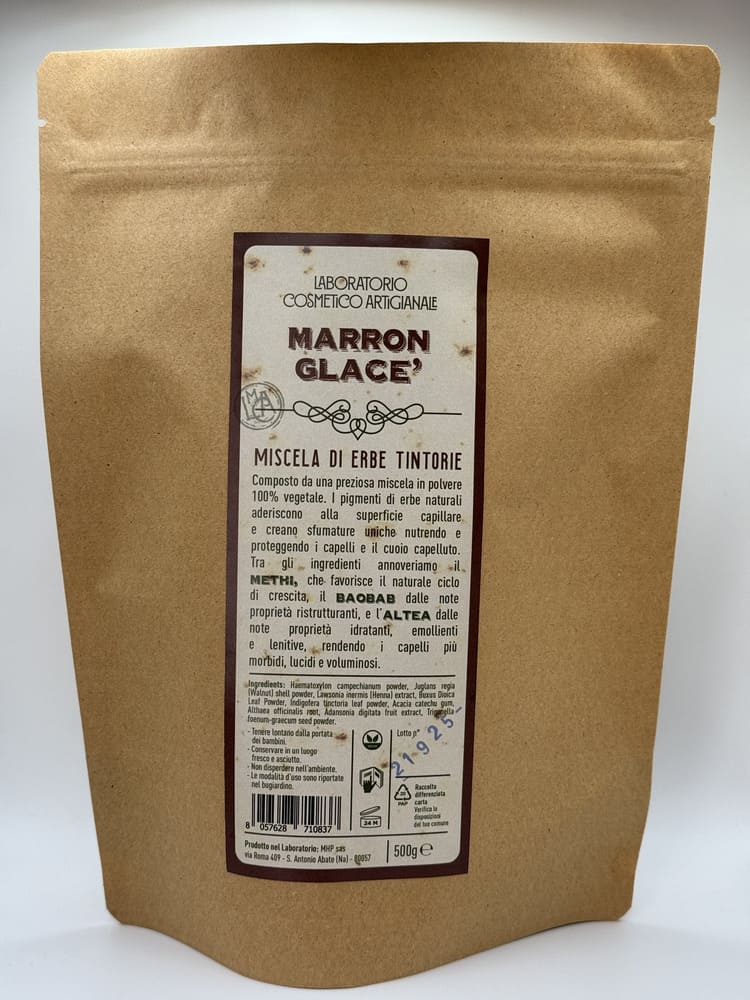 LABORATORIO
COSMETICO ARTIGIANALE
MARRON
GLACE'
LMCA
MISCELA DI ERBE TINTORIE
Composto da una preziosa miscela in polvere
100% vegetale. I pigmenti di erbe naturali
aderiscono alla superficie capillare
e creano sfumature uniche nutrendo e
proteggendo i capelli e il cuoio capelluto.
Tra gli ingredienti annoveriamo il
METHI, che favorisce il naturale ciclo
di crescita, il BAOBAB dalle note
proprietà ristrutturanti, e l'ALTEA dalle
note proprietà idratanti, emollienti
e lenitive, rendendo i capelli più
morbidi, lucidi e voluminosi.
Ingredients: Haematoxylon campechianum powder, Juglans regia
(Walnut) shell powder, Lawsonia inermis (Henna) extract, Buxus Dioica
Leaf Powder, Indigofera tinctoria leaf powder, Acacia catechu gum,
Althaea officinalis root, Adansonia digitata fruit extract, Trigonella
foenum-graecum seed powder.
- Tenere lontano dalla portata
dei bambini.
- Conservare in un luogo
fresco e asciutto.
- Non disperdere nell'ambiente.
- Le modalità d'uso sono riportate
nel bugiardino.
Lotto n°
21925-
24 M
PAP
Raccolta
differenziata
carta
Verifica le
disposizioni
del tuo comune
8 057628 710837
Prodotto nel Laboratorio: MHP sas
via Roma 409 - S. Antonio Abate (Na) - 80057
500g e